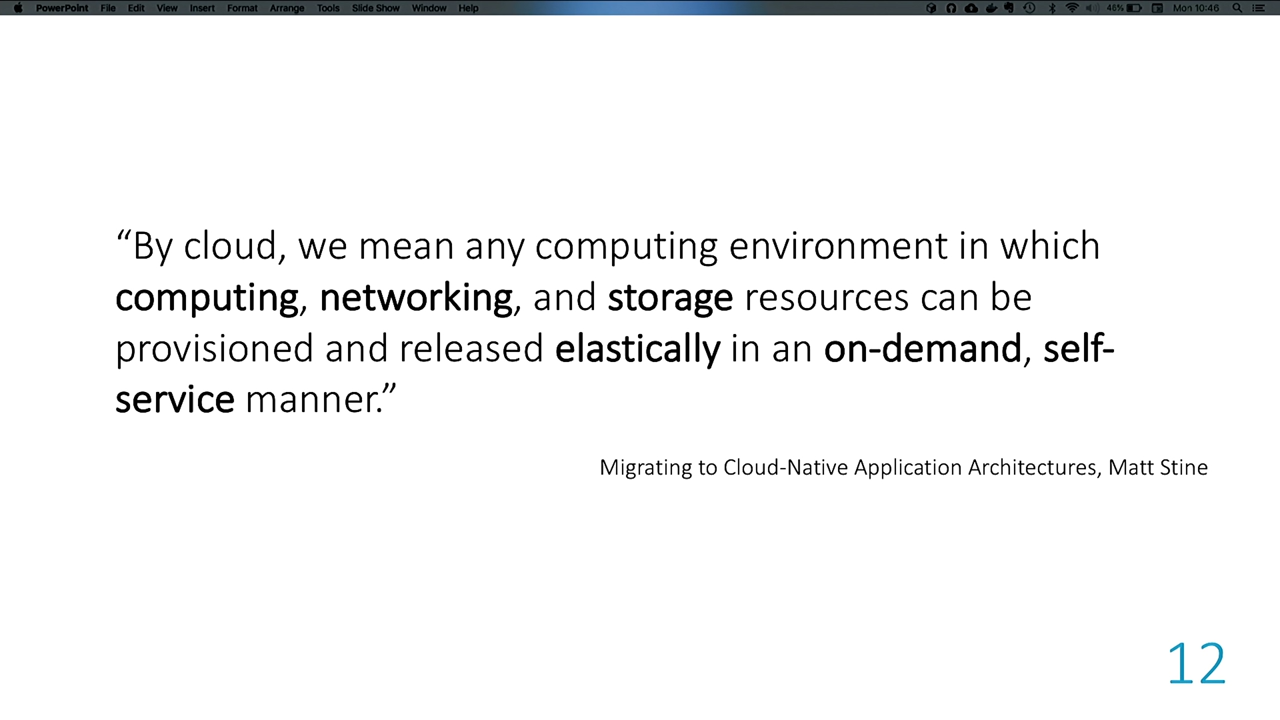 PowerPoint File Edit View Insert Format Arrange Tools Slide Show Window Help 46% Mon 10:46
“By cloud, we mean any computing environment in which
computing, networking, and storage resources can be
provisioned and released elastically in an on-demand, self-
service manner.”
Migrating to Cloud-Native Application Architectures, Matt Stine
12